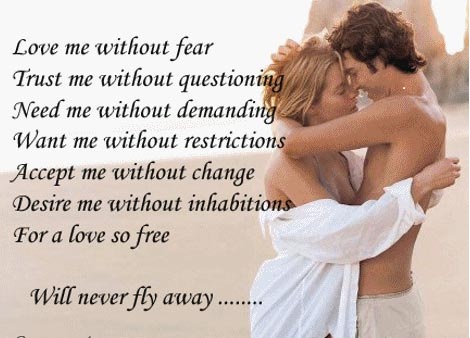 Love me without fear
Trust me without questioning
Need me without demanding
Want me without restrictions
Accept me without change
Desire me without inhabitions
For a love so free
Will never fly away ........